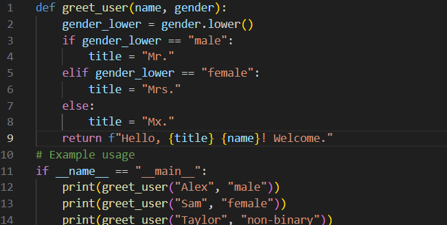 1 def greet_user(name, gender):
2     gender_lower = gender.lower()
3     if gender_lower == "male":
4         title = "Mr."
5     elif gender_lower == "female":
6         title = "Mrs."
7     else:
8         title = "Mx."
9     return f"Hello, {title} {name}! Welcome."
10 # Example usage
11 if __name__ == "__main__":
12     print(greet_user("Alex", "male"))
13     print(greet_user("Sam", "female"))
14     print(greet_user("Taylor", "non-binary"))